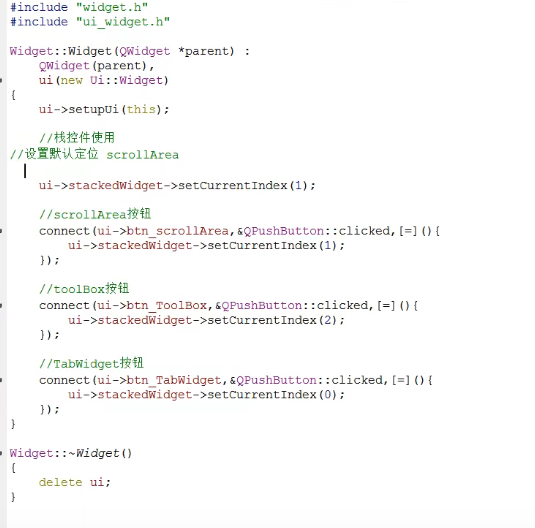 #include "widget.h"
#include "ui_widget.h"
Widget::Widget(QWidget *parent) :
QWidget(parent),
ui(new Ui::Widget)
{
ui->setupUi(this);
//栈控件使用
//设置默认定位 scrollArea
ui->stackedWidget->setCurrentIndex(1);
//scrollArea按钮
connect(ui->btn_scrollArea,&QPushButton::clicked,[=](){
ui->stackedWidget->setCurrentIndex(1);
});
//toolBox按钮
connect(ui->btn_ToolBox,&QPushButton::clicked,[=](){
ui->stackedWidget->setCurrentIndex(2);
});
//TabWidget按钮
connect(ui->btn_TabWidget,&QPushButton::clicked,[=](){
ui->stackedWidget->setCurrentIndex(0);
});
}
Widget::~Widget()
{
delete ui;
}